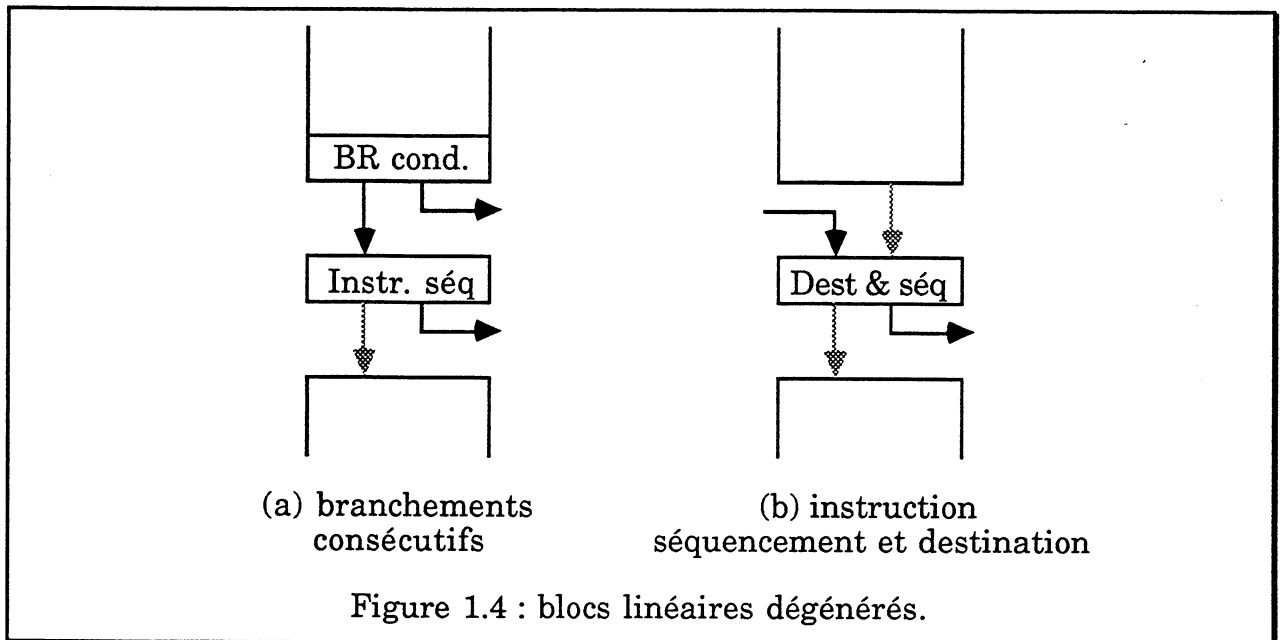 BR cond.
Instr. séq
Dest & séq
(a) branchements
consécutifs
(b) instruction
séquencement et destination
Figure 1.4 : blocs linéaires dégénérés.